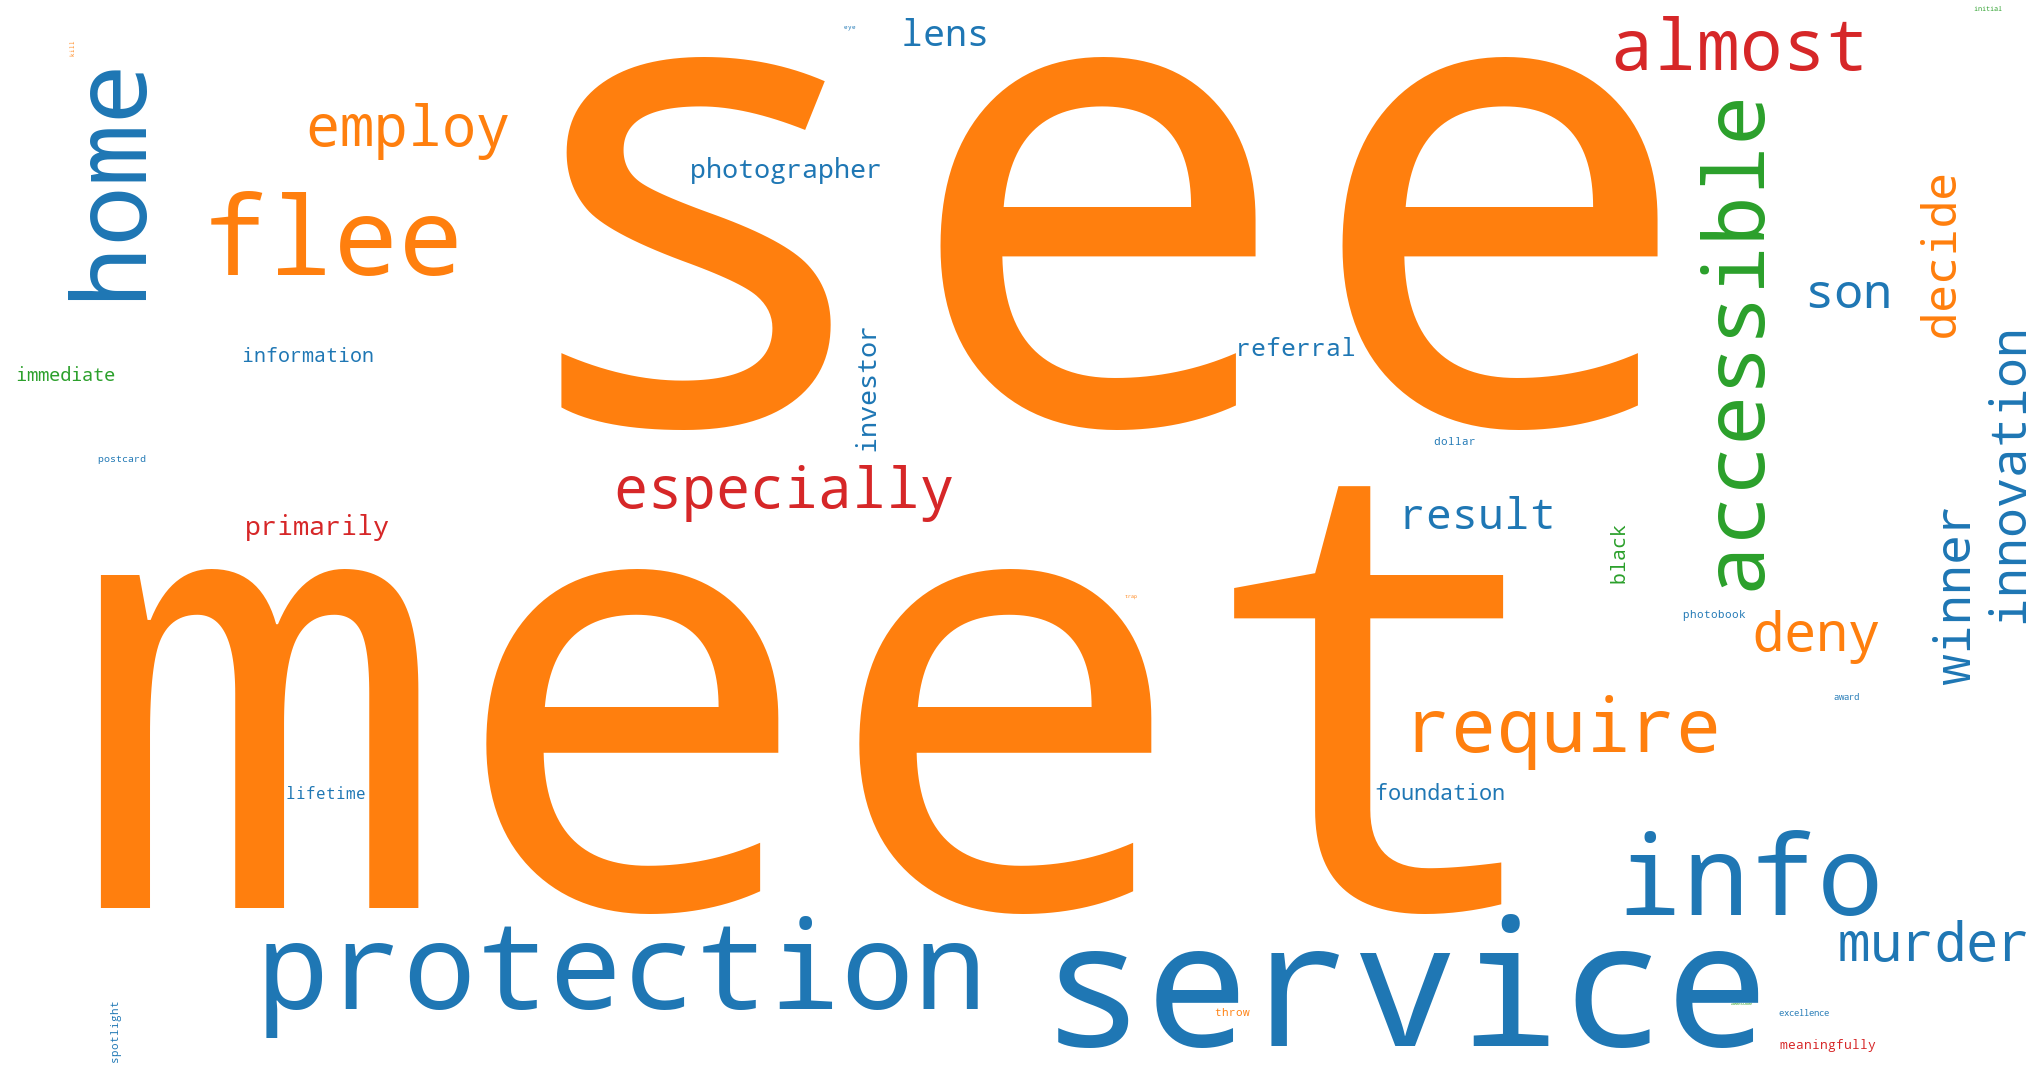 initial
eye
lens
almost
kill
home
employ
see
photographer
accessible
flee
decide
son
information
immediate
investor
referral
innovation
dollar
postcard
especially
result
primarily
black
winner
meet
trap
photobook
deny
award
require
lifetime
foundation
info
protection
service
murder
throw
excellence
spotlight
meaningfully